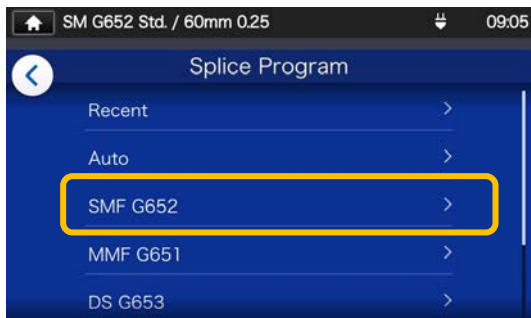 SM G652 Std. / 60mm 0.25 09:05
Splice Program
Recent
Auto
SMF G652
MMF G651
DS G653